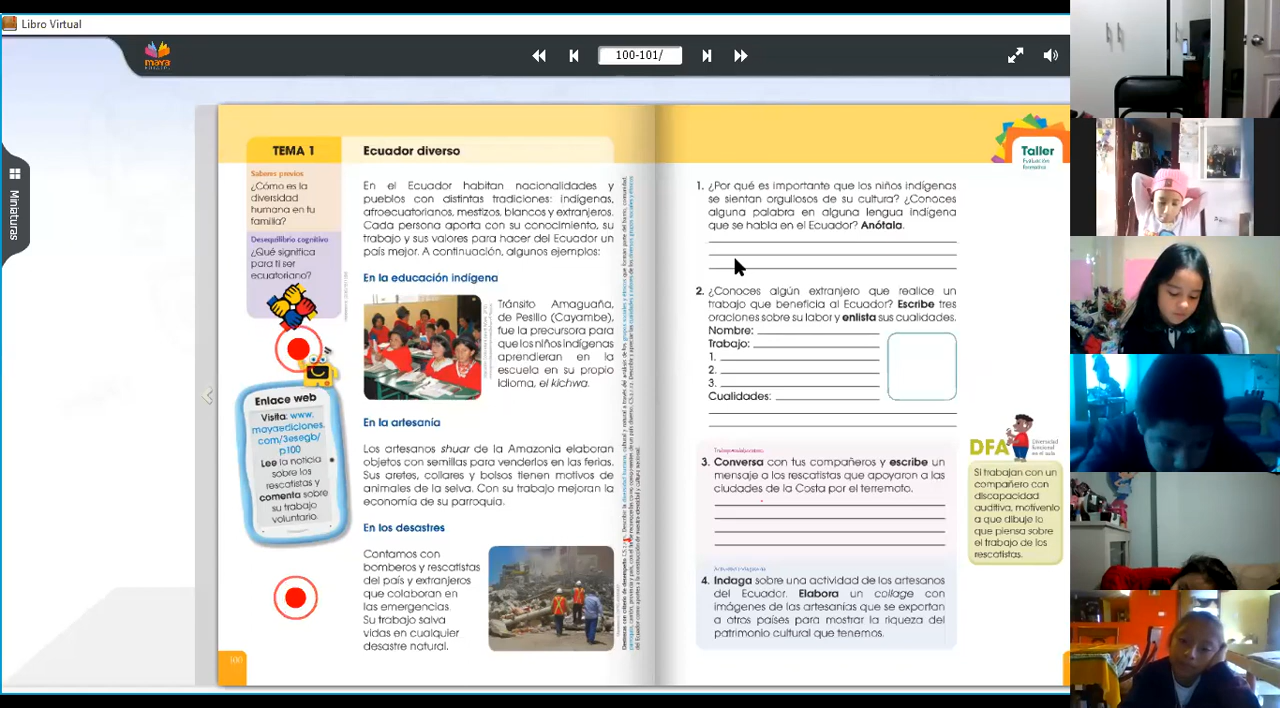 Libro Virtual
maya
100-101/
Minaturas
TEMA 1
Ecuador diverso
Saberes previos
¿Cómo es la
diversidad
humana en tu
familia?
Desequilibrio cognitivo
¿Qué significa
para ti ser
ecuatoriano?
Enlace web
Visita: www.
mayaediciones.
com/3esegb/
p100
Lee la noticia
sobre los
rescatistas y
comenta sobre
su trabajo
voluntario.
En el Ecuador habitan nacionalidades y
pueblos con distintas tradiciones: indígenas,
afroecuatorianos, mestizos, blancos y extranjeros.
Cada persona aporta con su conocimiento, su
trabajo y sus valores para hacer del Ecuador un
país mejor. A continuación, algunos ejemplos:
En la educación indígena
Tránsito Amaguaña,
de Pesillo (Cayambe),
fue la precursora para
que los niños indígenas
aprendieran en la
escuela en su propio
idioma, el kichwa.
En la artesanía
Los artesanos shuar de la Amazonía elaboran
objetos con semillas para venderlos en las ferias.
Sus aretes, collares y bolsos tienen motivos de
animales de la selva. Con su trabajo mejoran la
economía de su parroquia.
En los desastres
Contamos con
bomberos y rescatistas
del país y extranjeros
que colaboran en
las emergencias
Su trabajo salva
vidas en cualquier
desastre natural.
100
Taller
Evaluación
formativa
1. ¿Por qué es importante que los niños indígenas
se sientan orgullosos de su cultura? ¿Conoces
alguna palabra en alguna lengua indígena
que se habla en el Ecuador? Anótala.
2. ¿Conoces algún extranjero que realice un
trabajo que beneficia al Ecuador? Escribe tres
oraciones sobre su labor y enlista sus cualidades.
Nombre:
Trabajo:
1.
2.
3.
Cualidades:
Trabajo colaborativo
3. Conversa con tus compañeros y escribe un
mensaje a los rescatistas que apoyaron a las
ciudades de la Costa por el terremoto.
4. Indaga sobre una actividad de los artesanos
del Ecuador. Elabora un collage con
imágenes de las artesanías que se exportan
a otros países para mostrar la riqueza del
patrimonio cultural que tenemos.
DFA
Diversidad
funcional
en el aula
Si trabajan con un
compañero con
discapacidad
auditiva, motívenlo
a que dibuje lo
que piensa sobre
el trabajo de los
rescatistas.